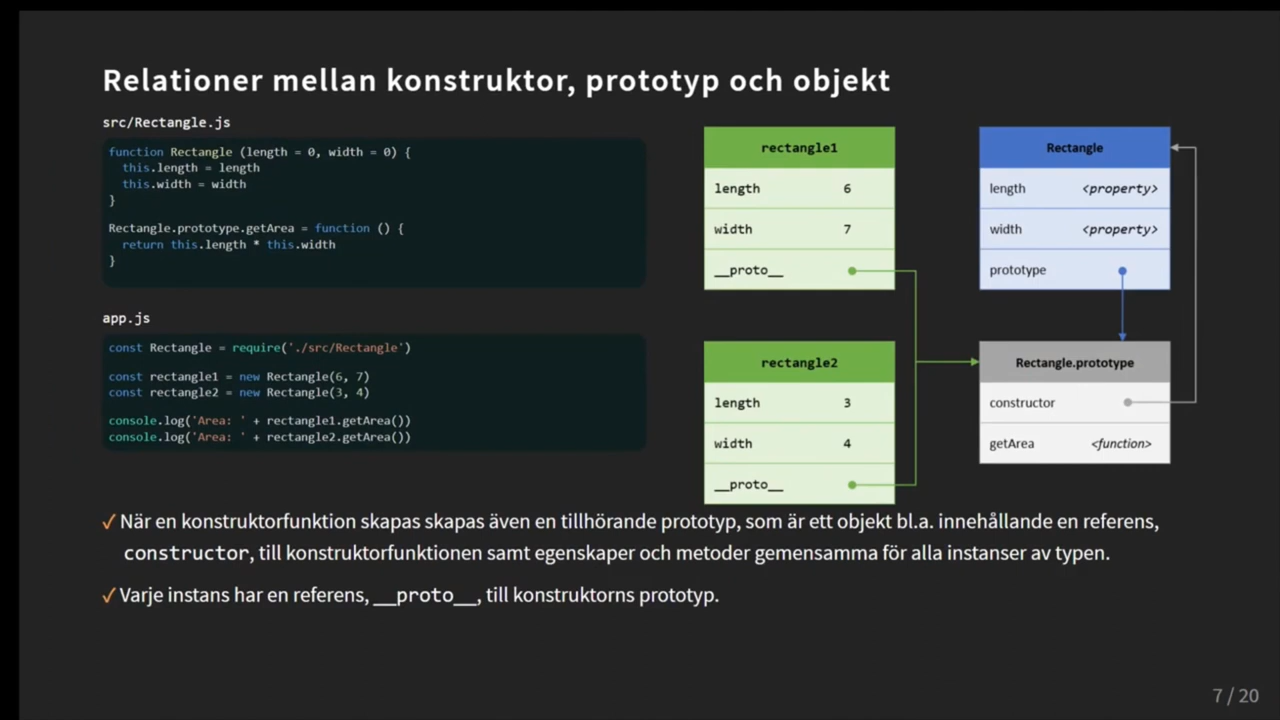 Relationer mellan konstruktor, prototyp och objekt
src/Rectangle.js
function Rectangle (length = 0, width = 0) {
this.length = length
this.width = width
}
Rectangle.prototype.getArea = function () {
return this.length * this.width
}
app.js
const Rectangle = require('./src/Rectangle')
const rectangle1 = new Rectangle(6, 7)
const rectangle2 = new Rectangle(3, 4)
console.log('Area: ' + rectangle1.getArea())
console.log('Area: ' + rectangle2.getArea())
rectangle1
length 6
width 7
__proto__
rectangle2
length 3
width 4
__proto__
Rectangle
length <property>
width <property>
prototype
Rectangle.prototype
constructor
getArea <function>
✓ När en konstruktorfunktion skapas skapas även en tillhörande prototyp, som är ett objekt bl.a. innehållande en referens,
constructor, till konstruktorfunktionen samt egenskaper och metoder gemensamma för alla instanser av typen.
✓ Varje instans har en referens, __proto__, till konstruktorns prototyp.
7 / 20